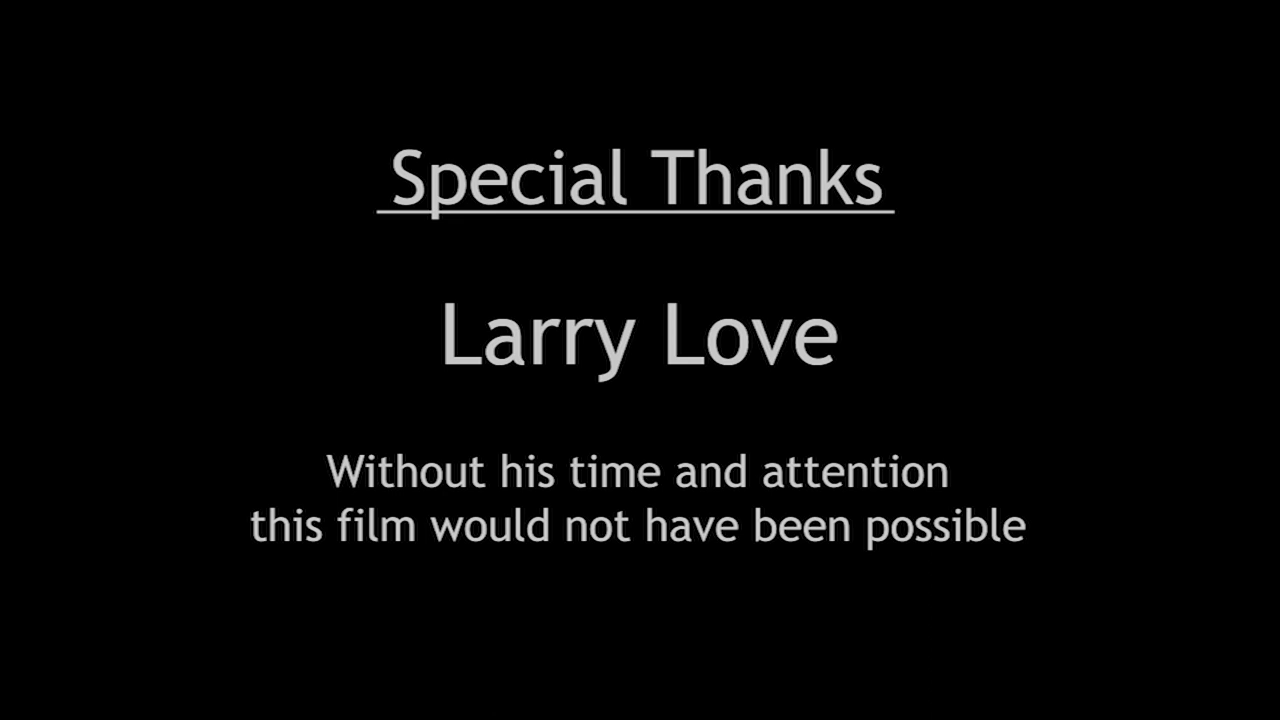 Special Thanks
Larry Love
Without his time and attention
this film would not have been possible